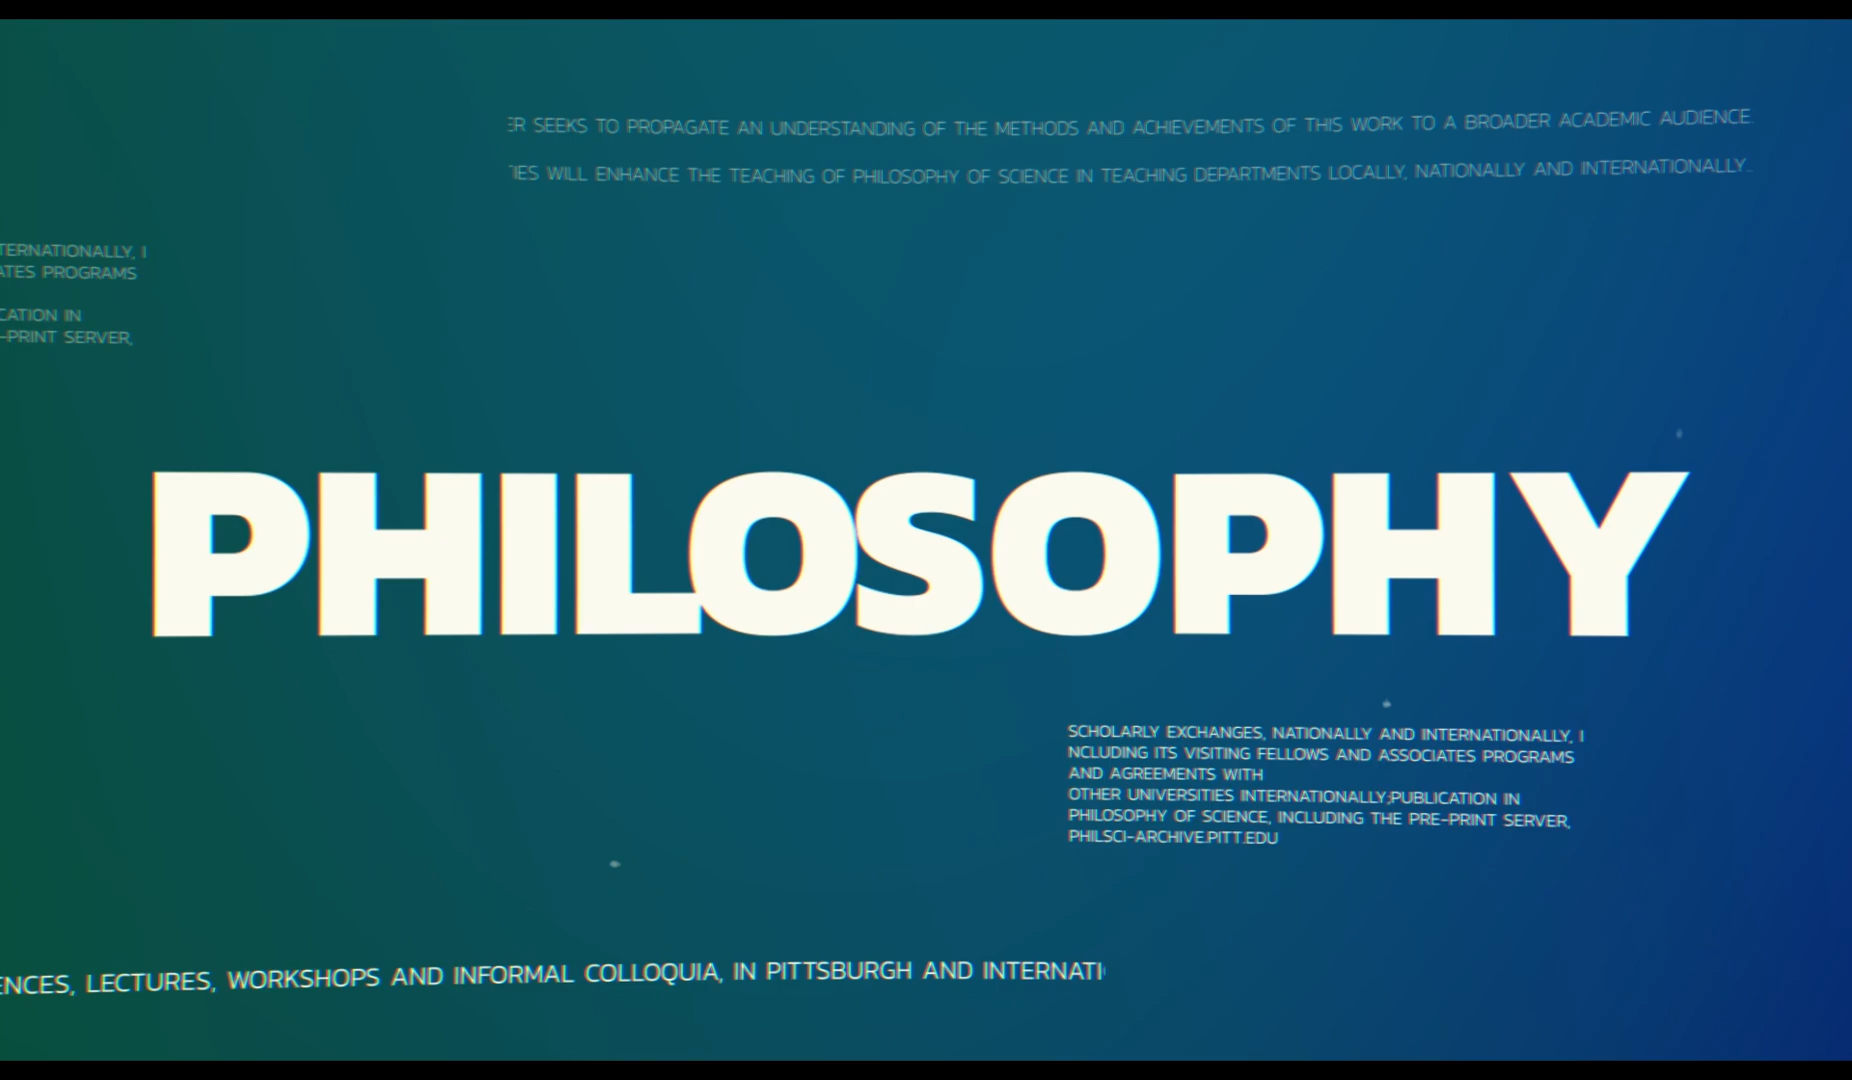 SEEKS TO PROPAGATE AN UNDERSTANDING OF THE METHODS AND ACHIEVEMENTS OF THIS WORK TO A BROADER ACADEMIC AUDIENCE.
WILL ENHANCE THE TEACHING OF PHILOSOPHY OF SCIENCE IN TEACHING DEPARTMENTS LOCALLY, NATIONALLY AND INTERNATIONALLY...
TERNATIONALLY, I
ATES PROGRAMS
CATION IN
-PRINT SERVER,
PHILOSOPHY
SCHOLARLY EXCHANGES, NATIONALLY AND INTERNATIONALLY, I
NCLUDING ITS VISITING FELLOWS AND ASSOCIATES PROGRAMS
AND AGREEMENTS WITH
OTHER UNIVERSITIES INTERNATIONALLY;PUBLICATION IN
PHILOSOPHY OF SCIENCE, INCLUDING THE PRE-PRINT SERVER,
PHILSCI-ARCHIVE.PITT.EDU
ENCES, LECTURES, WORKSHOPS AND INFORMAL COLLOQUIA, IN PITTSBURGH AND INTERNATI